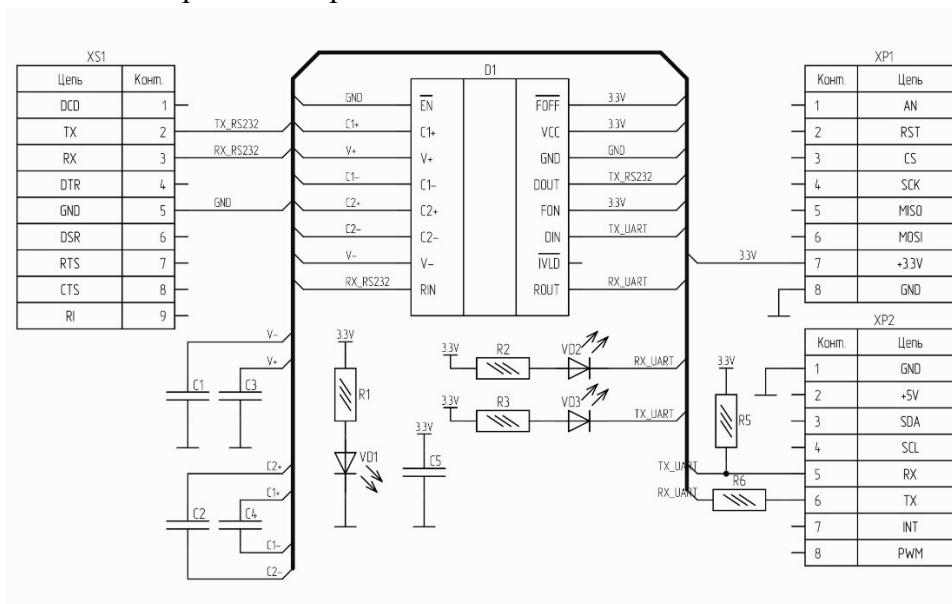 XS1
Цепь Конт.
DCD 1
TX 2
RX 3
DTR 4
GND 5
DSR 6
RTS 7
CTS 8
RI 9
TX_RS232
RX_RS232
GND
D1
GND EN FOFF 3.3V
C1+ C1+ VCC 3.3V
V+ V+ GND GND
C1- C1- DOUT TX_RS232
C2+ C2+ FON 3.3V
C2- C2- DIN TX_UART
V- V- IVLD
RX_RS232 RIN ROUT RX_UART
XP1
Конт. Цепь
1 AN
2 RST
3 CS
4 SCK
5 MISO
6 MOSI
3.3V 7 +3.3V
8 GND
XP2
Конт. Цепь
1 GND
2 +5V
3 SDA
4 SCL
5 RX
6 TX
7 INT
8 PWM
V-
V+
C1 C3
C2+
C1+
C2 C4
C1-
C2-
3.3V
R1
VD1
3.3V R2 VD2 RX_UART
3.3V R3 VD3 TX_UART
3.3V
C5
3.3V
R5
TX_UART
RX_UART R6